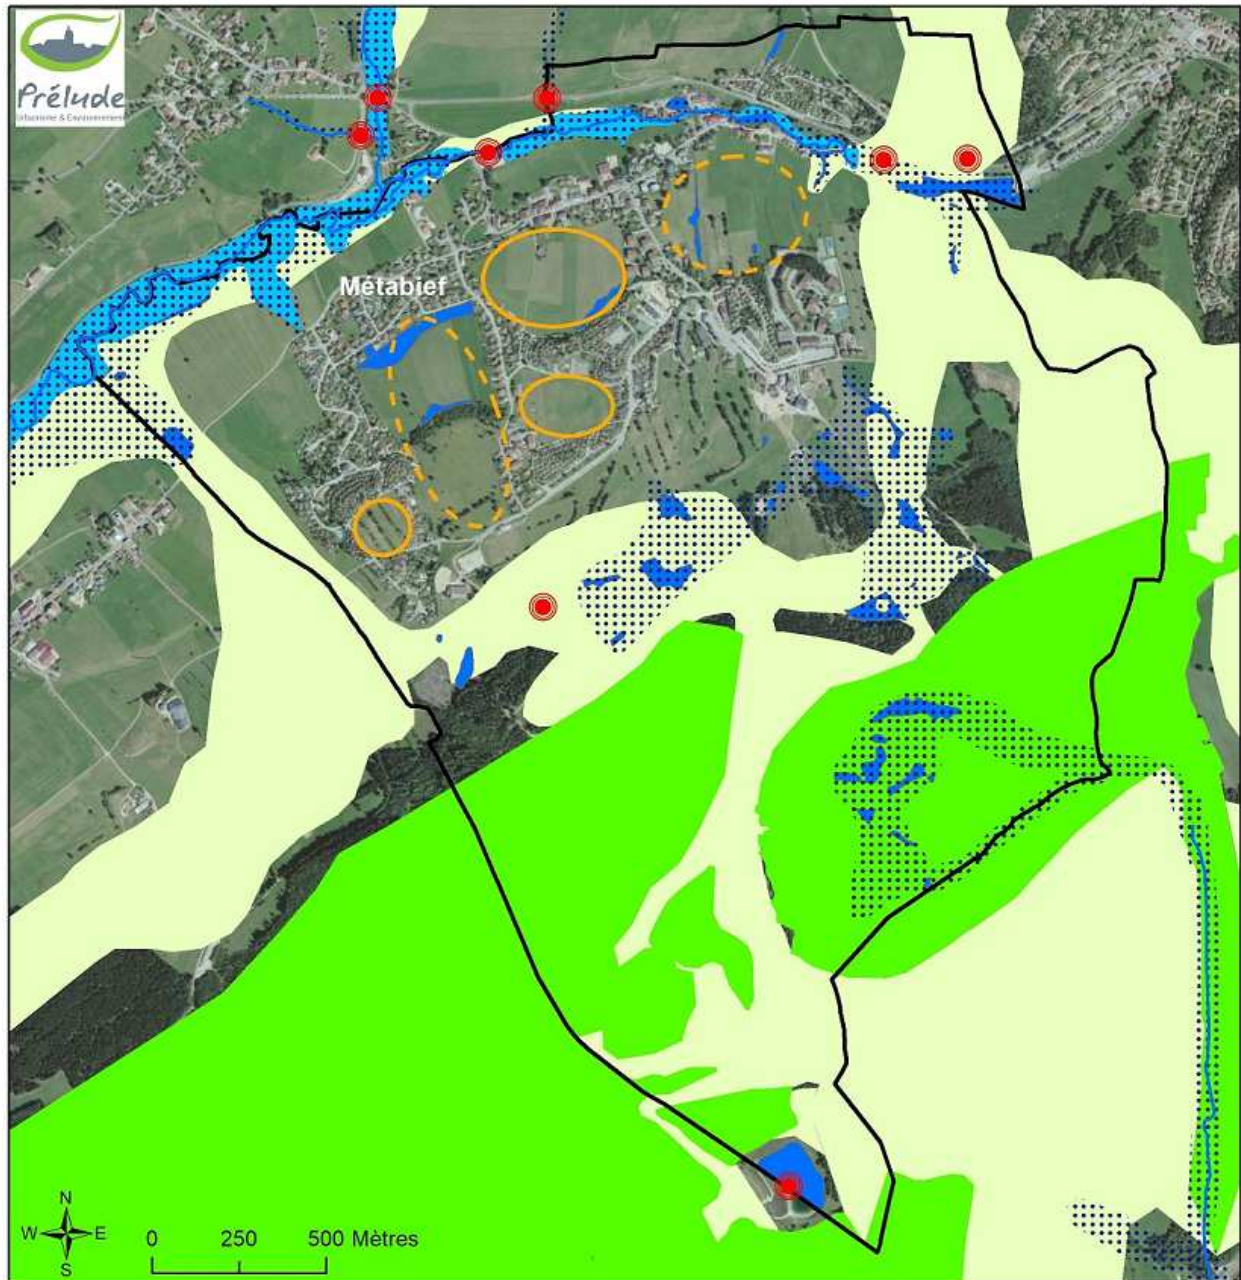 Prélude
Urbanisme & Environnement
Métabief
N
W E
S
0 250 500 Mètres